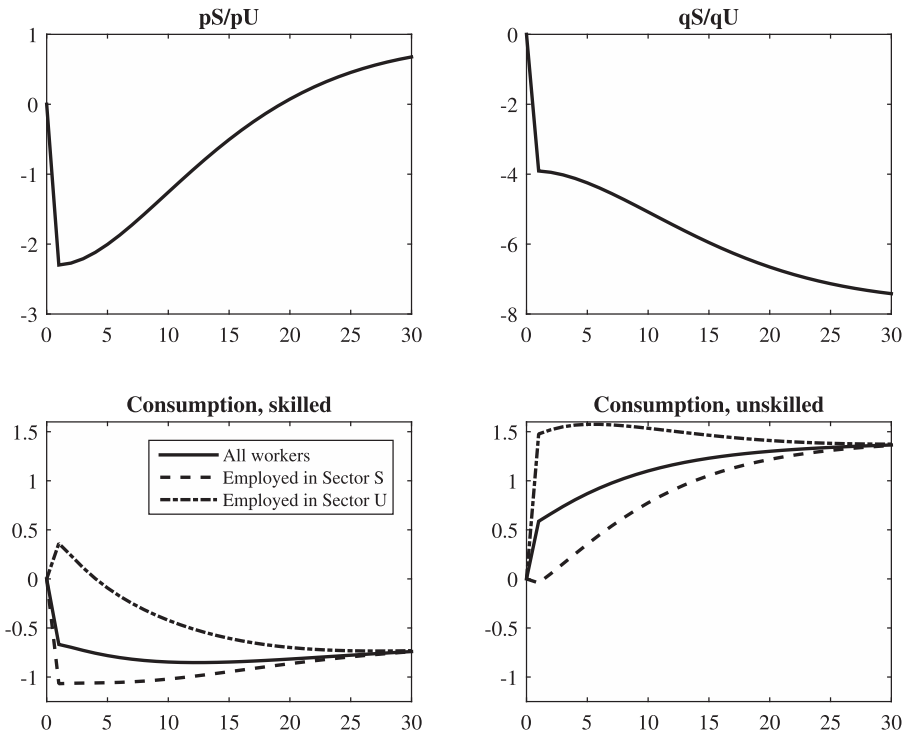 pS/pU
1
0
-1
-2
-3
0 5 10 15 20 25 30
qS/qU
0
-2
-4
-6
-8
0 5 10 15 20 25 30
Consumption, skilled
1.5
1
0.5
0
-0.5
-1
0 5 10 15 20 25 30
All workers
Employed in Sector S
Employed in Sector U
Consumption, unskilled
1.5
1
0.5
0
-0.5
-1
0 5 10 15 20 25 30